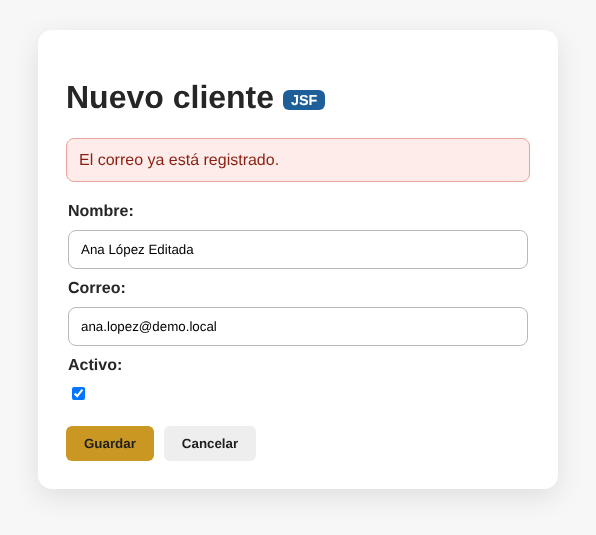 Nuevo cliente JSF
El correo ya está registrado.
Nombre:
Ana López Editada
Correo:
ana.lopez@demo.local
Activo:
Guardar Cancelar